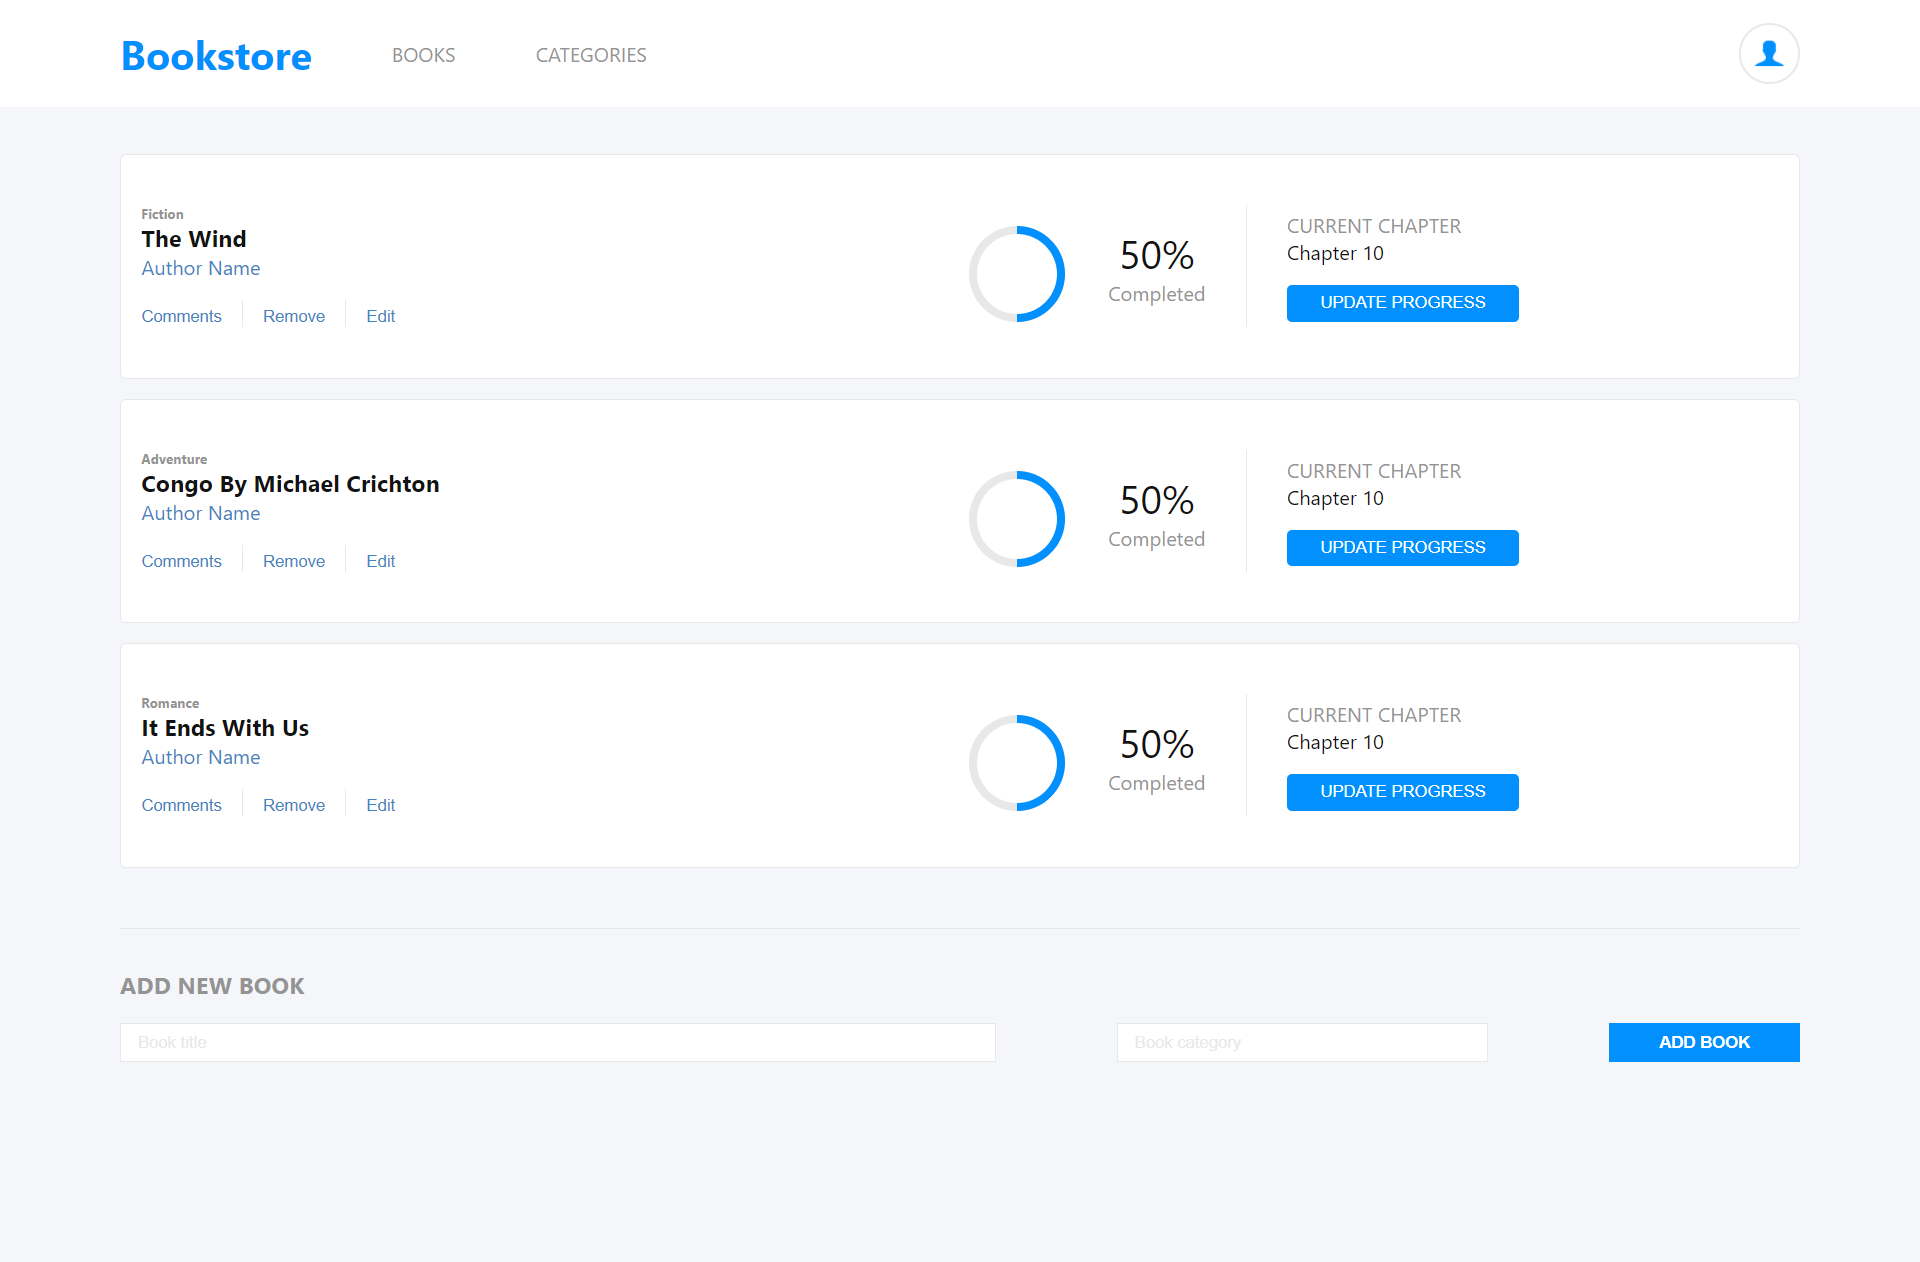 Bookstore
BOOKS
CATEGORIES
Fiction
The Wind
Author Name
Comments
Remove
Edit
50%
Completed
CURRENT CHAPTER
Chapter 10
UPDATE PROGRESS
Adventure
Congo By Michael Crichton
Author Name
Comments
Remove
Edit
50%
Completed
CURRENT CHAPTER
Chapter 10
UPDATE PROGRESS
Romance
It Ends With Us
Author Name
Comments
Remove
Edit
50%
Completed
CURRENT CHAPTER
Chapter 10
UPDATE PROGRESS
ADD NEW BOOK
Book title
Book category
ADD BOOK